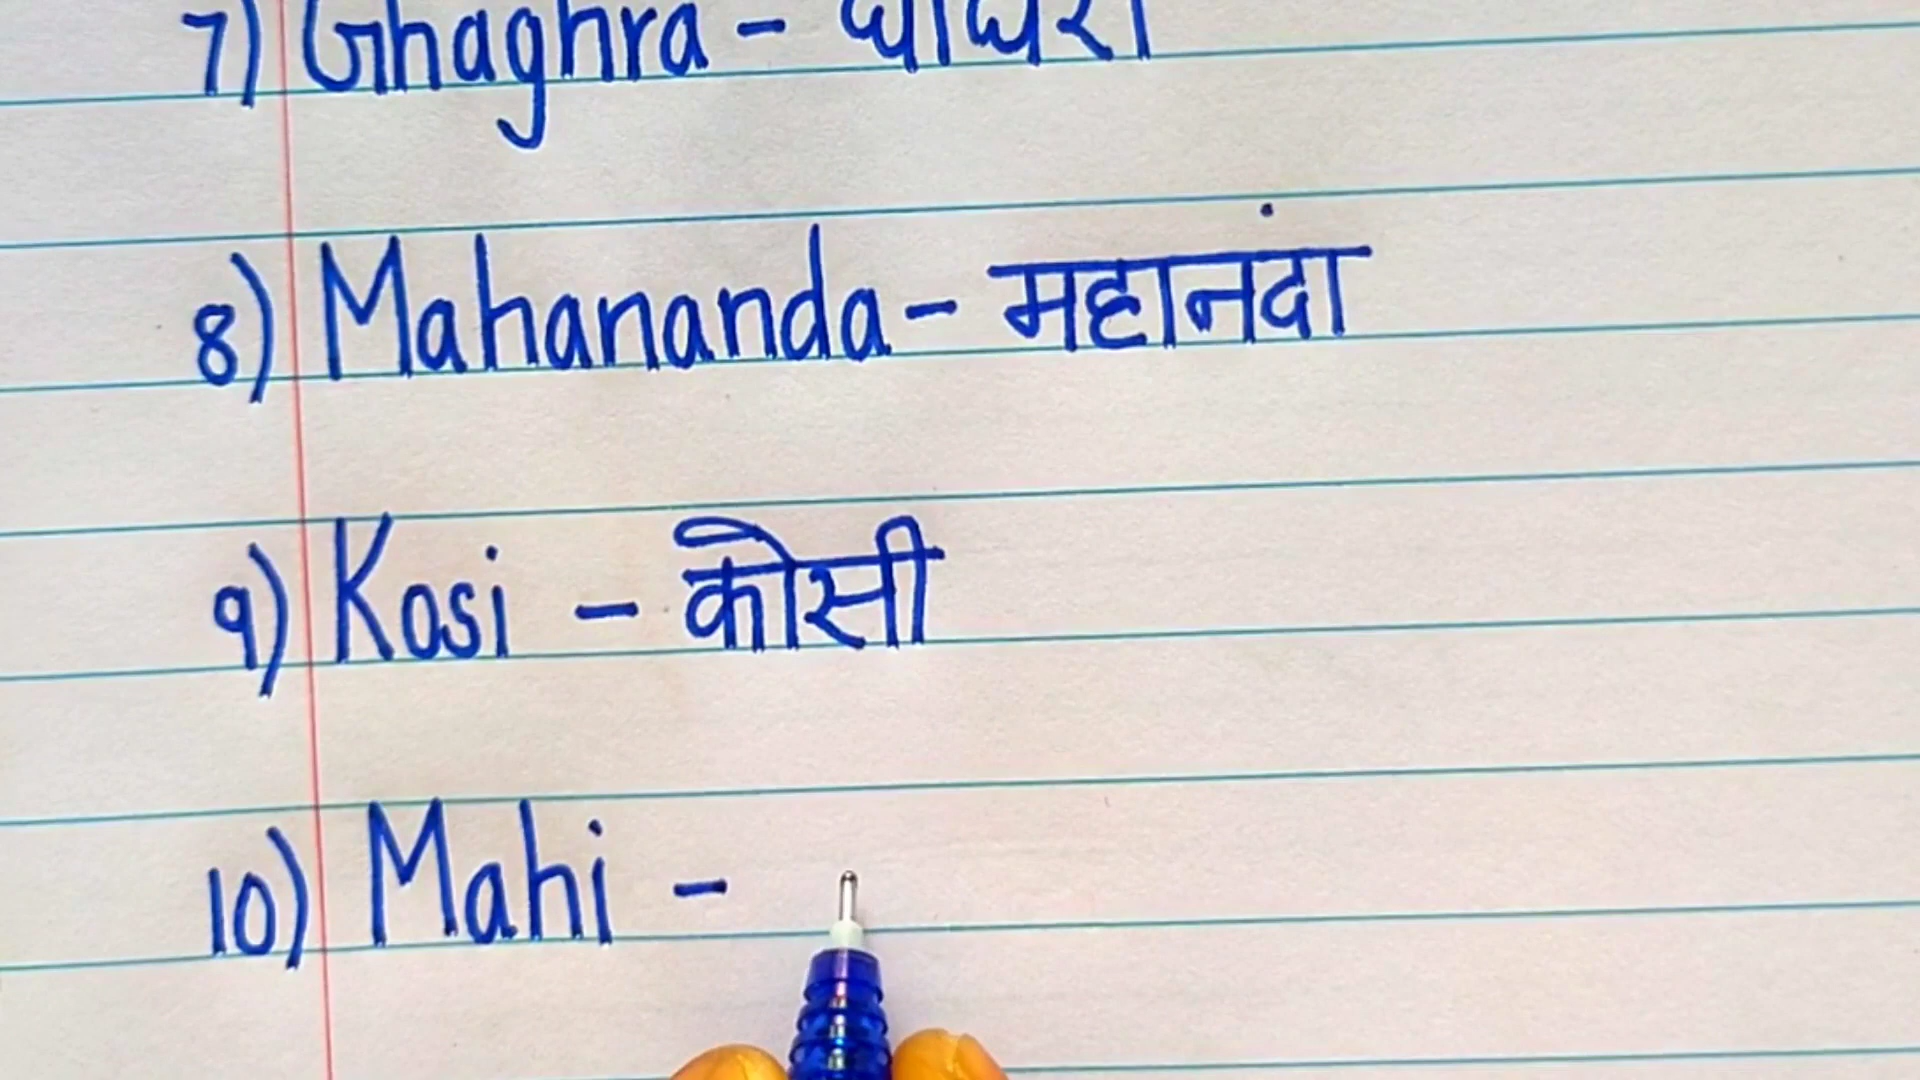 7) Ghaghra - घाघरा
8) Mahananda - महानंदा
9) Kosi - कोसी
10) Mahi -